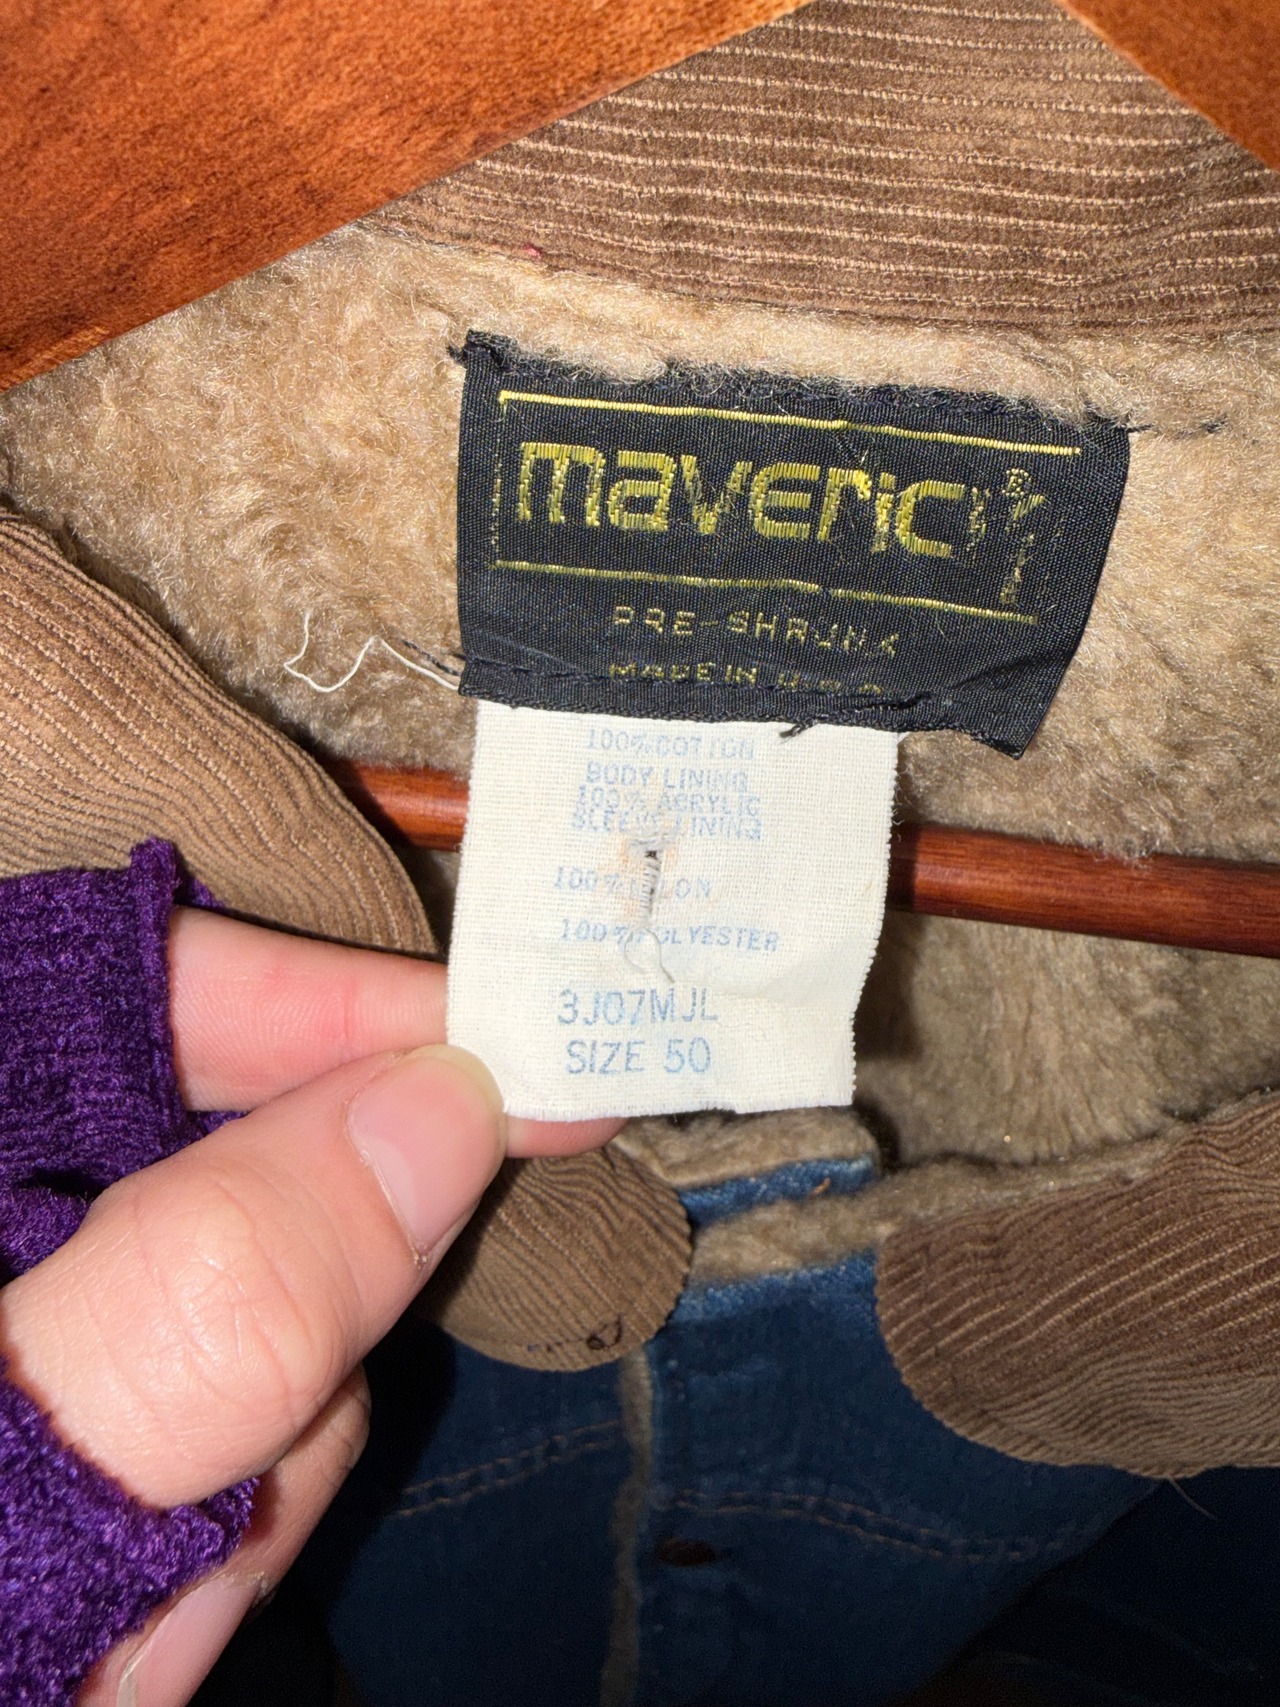 maveric
PRE-SHRUNK
MADE IN U.S.A.
100% COTTON
BODY LINING
100% ACRYLIC
SLEEVE LINING
100% NYLON
100% POLYESTER
3J07MJL
SIZE 50